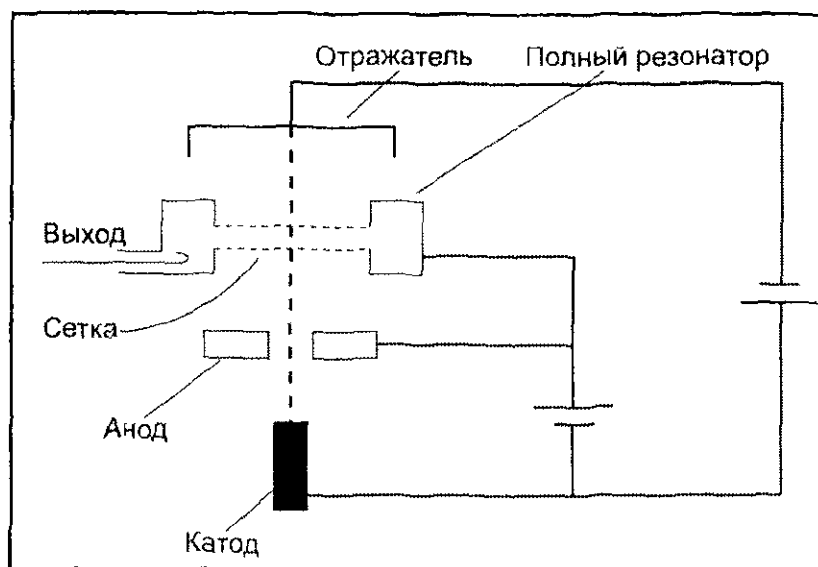 Отражатель
Полный резонатор
Выход
Сетка
Анод
Катод